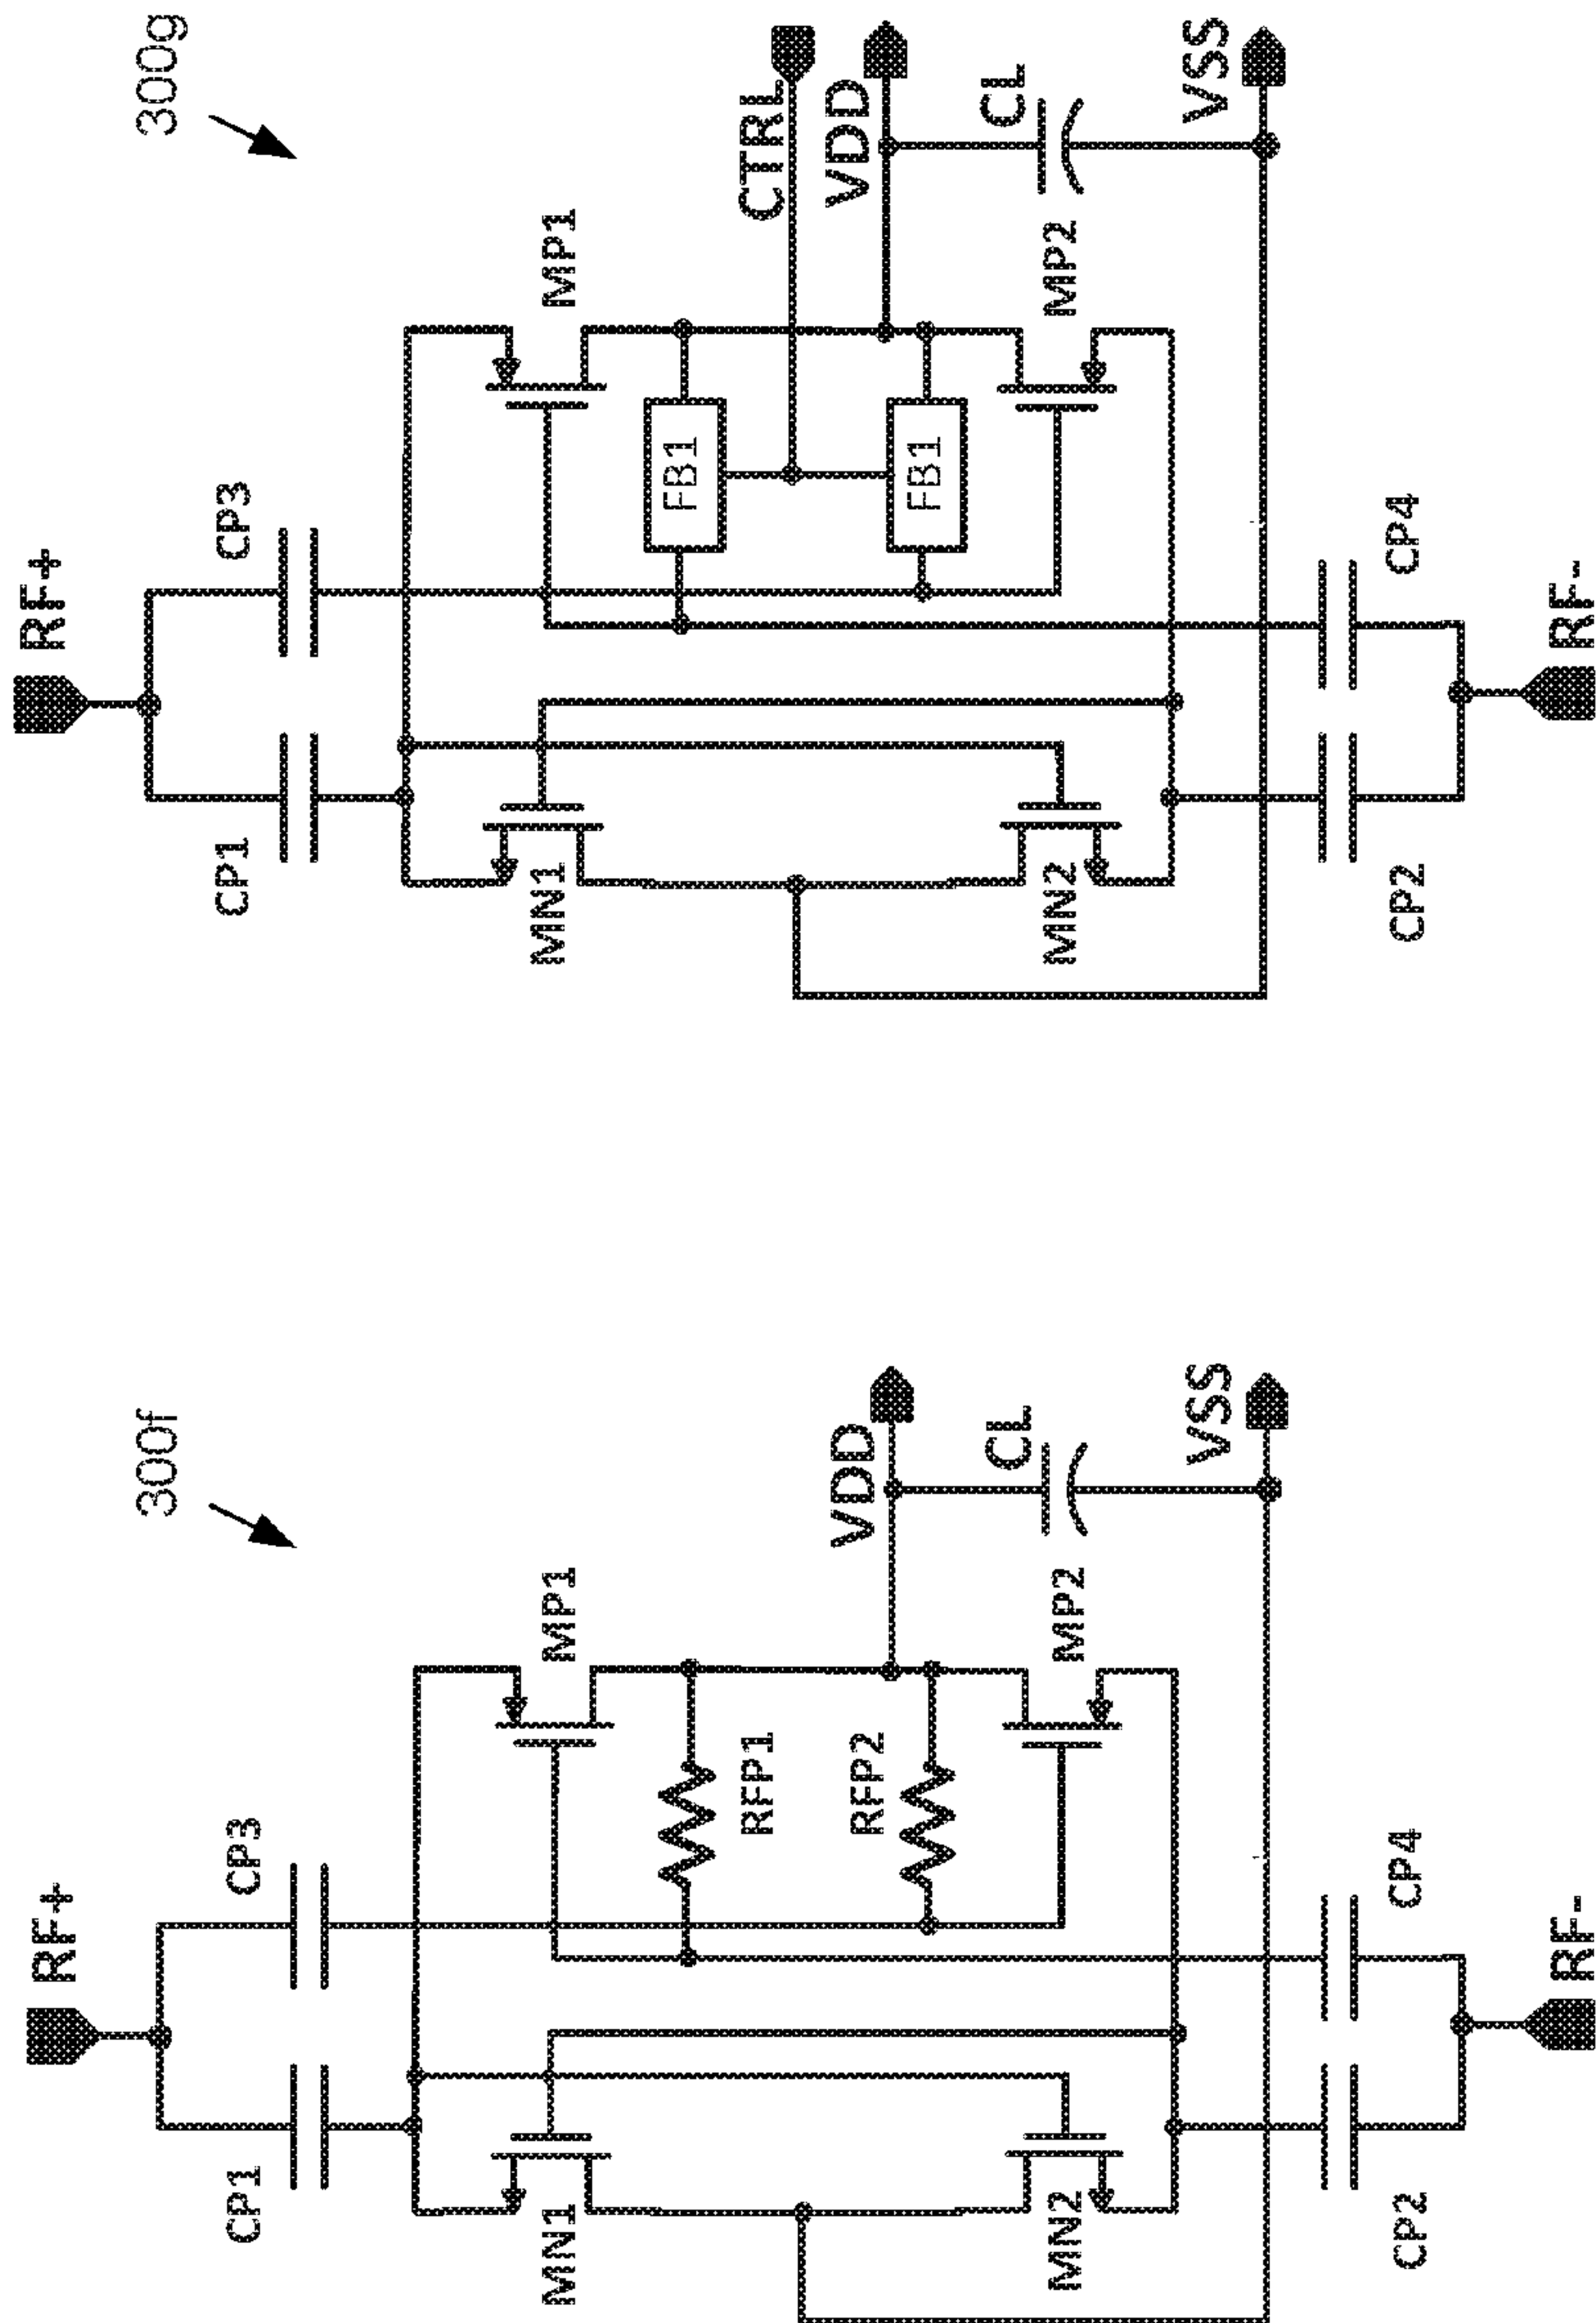 300g
RF+
CP1
CP3
MN1
MP1
FB1
FB1
CTRL
VDD
MN2
MP2
CL
VSS
CP2
CP4
RF-
300f
RF+
CP1
CP3
MN1
MP1
RFP1
RFP2
VDD
MN2
MP2
CL
VSS
CP2
CP4
RF-